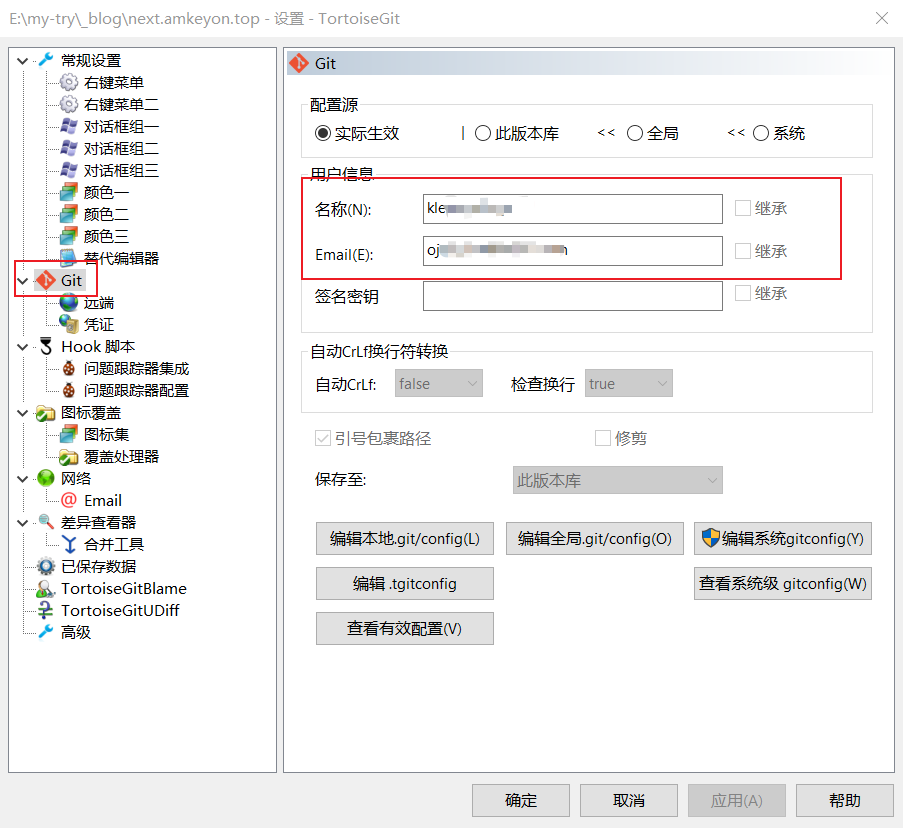 E:\my-try\_blog\next.amkeyon.top - 设置 - TortoiseGit
常规设置
右键菜单
右键菜单二
对话框组一
对话框组二
对话框组三
颜色一
颜色二
颜色三
替代编辑器
Git
远端
凭证
Hook 脚本
问题跟踪器集成
问题跟踪器配置
图标覆盖
图标集
覆盖处理器
网络
Email
差异查看器
合并工具
已保存数据
TortoiseGitBlame
TortoiseGitUDiff
高级
Git
配置源
实际生效 | 此版本库 << 全局 << 系统
用户信息
名称(N): 继承
Email(E): 继承
签名密钥 继承
自动CrLf换行符转换
自动CrLf: false 检查换行 true
引号包裹路径 修剪
保存至: 此版本库
编辑本地.git/config(L) 编辑全局.git/config(O) 编辑系统gitconfig(Y)
编辑 .tgitconfig 查看系统级 gitconfig(W)
查看有效配置(V)
确定 取消 应用(A) 帮助